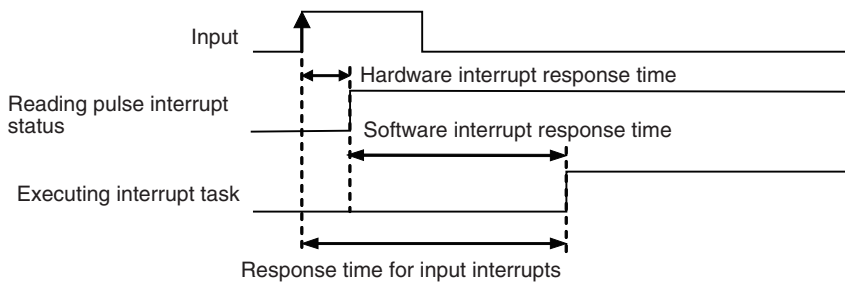 Input
Hardware interrupt response time
Reading pulse interrupt
status
Software interrupt response time
Executing interrupt task
Response time for input interrupts